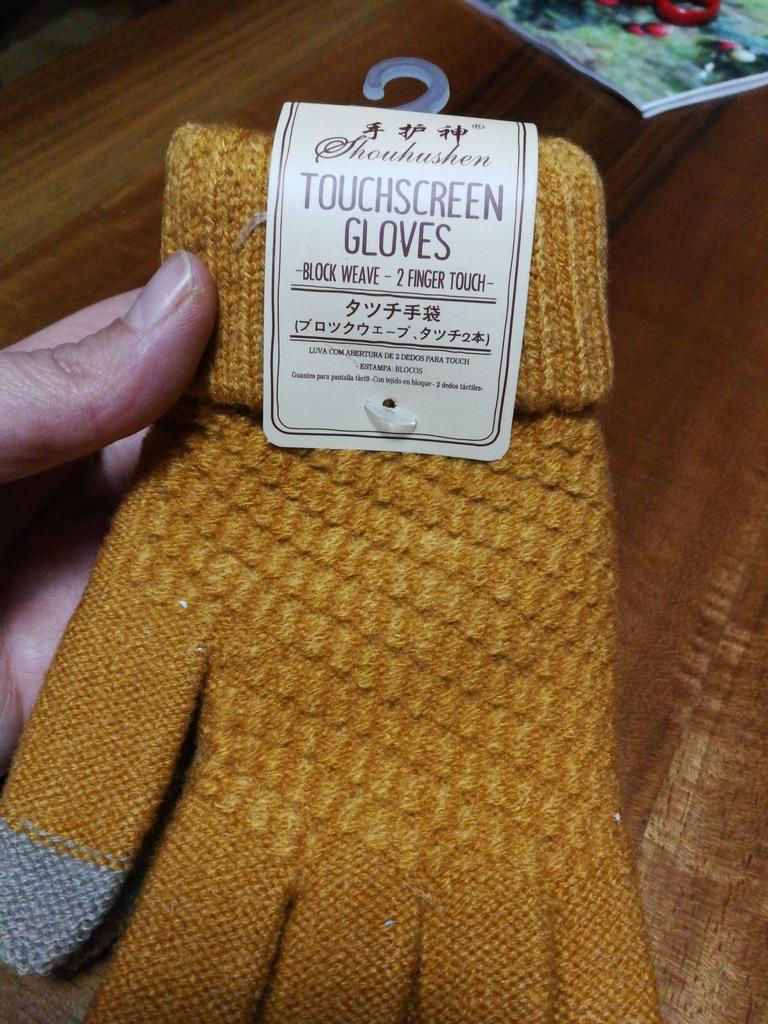 手护神®
Shouhushen
TOUCHSCREEN
GLOVES
-BLOCK WEAVE - 2 FINGER TOUCH-
タツチ手袋
(ブロツクウエーブ、タツチ2本)
LUVA COM ABERTURA DE 2 DEDOS PARA TOUCH
- ESTAMPA: BLOCOS
Guantes para pantalla táctil -Con tejido en bloque - 2 dedos táctiles-